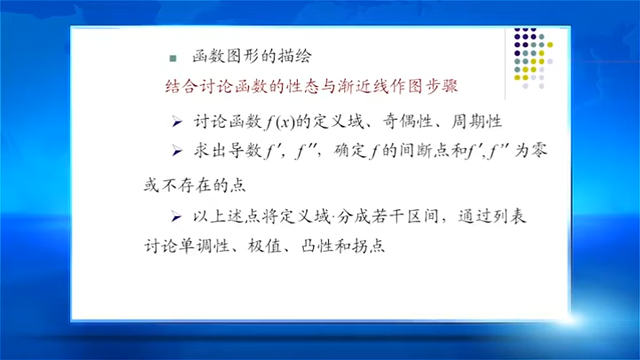 函数图形的描绘
结合讨论函数的性态与渐近线作图步骤
讨论函数 f (x)的定义域、奇偶性、周期性
求出导数 f ′, f ″, 确定 f 的间断点和f ′, f ″ 为零
或不存在的点
以上述点将定义域·分成若干区间，通过列表
讨论单调性、极值、凸性和拐点